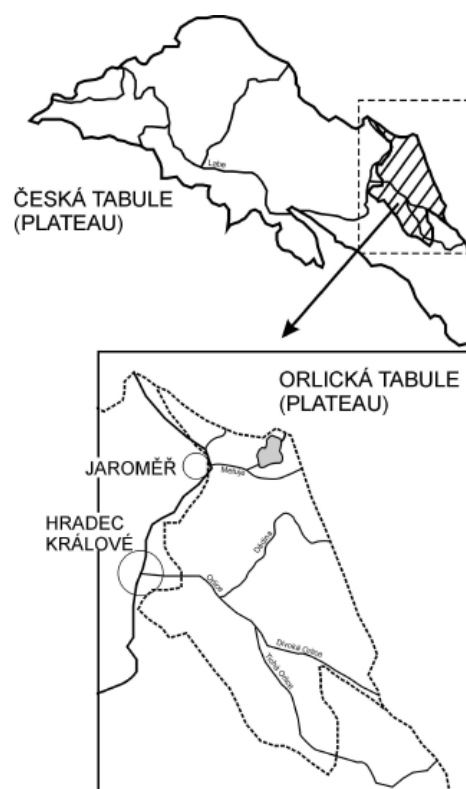 Labe
ČESKÁ TABULE
(PLATEAU)
ORLICKÁ TABULE
(PLATEAU)
JAROMĚŘ
Metuje
HRADEC
KRÁLOVÉ
Dědina
Orlice
Divoká Orlice
Tichá Orlice